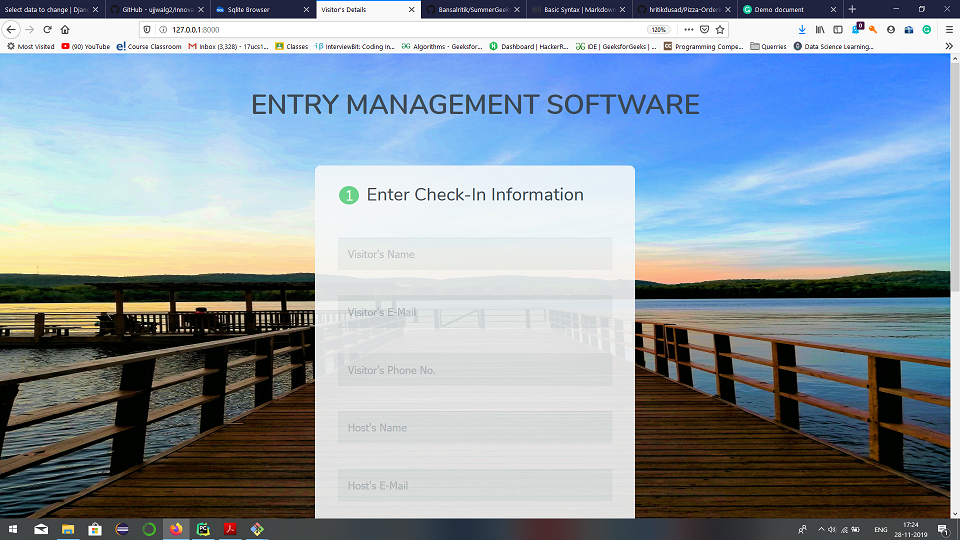 Select data to change | Djan
GitHub - ujjwalg2/Innova
Sqlite Browser
Visitor's Details
Bansalritik/SummerGeek
Basic Syntax | Markdown
hritikdusad/Pizza-Orderi
Demo document
127.0.0.1:8000
120%
0
Most Visited
(90) YouTube
Course Classroom
Inbox (3,328) - 17ucs1...
Classes
InterviewBit: Coding In...
Algorithms - Geeksfor...
Dashboard | HackerR...
IDE | GeeksforGeeks | ...
Programming Compe...
Querries
Data Science Learning...
ENTRY MANAGEMENT SOFTWARE
1 Enter Check-In Information
Visitor's Name
Visitor's E-Mail
Visitor's Phone No.
Host's Name
Host's E-Mail
ENG
17:24
28-11-2019